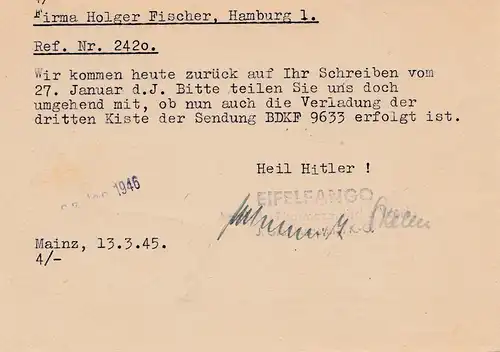 Firma Holger Fischer, Hamburg 1.
Ref. Nr. 242o.
Wir kommen heute zurück auf Ihr Schreiben vom
27. Januar d.J. Bitte teilen Sie uns doch
umgehend mit, ob nun auch die Verladung der
dritten Kiste der Sendung BDKF 9633 erfolgt ist.
Heil Hitler !
1946
EIFELFANGO
Mainz, 13.3.45.
4/-